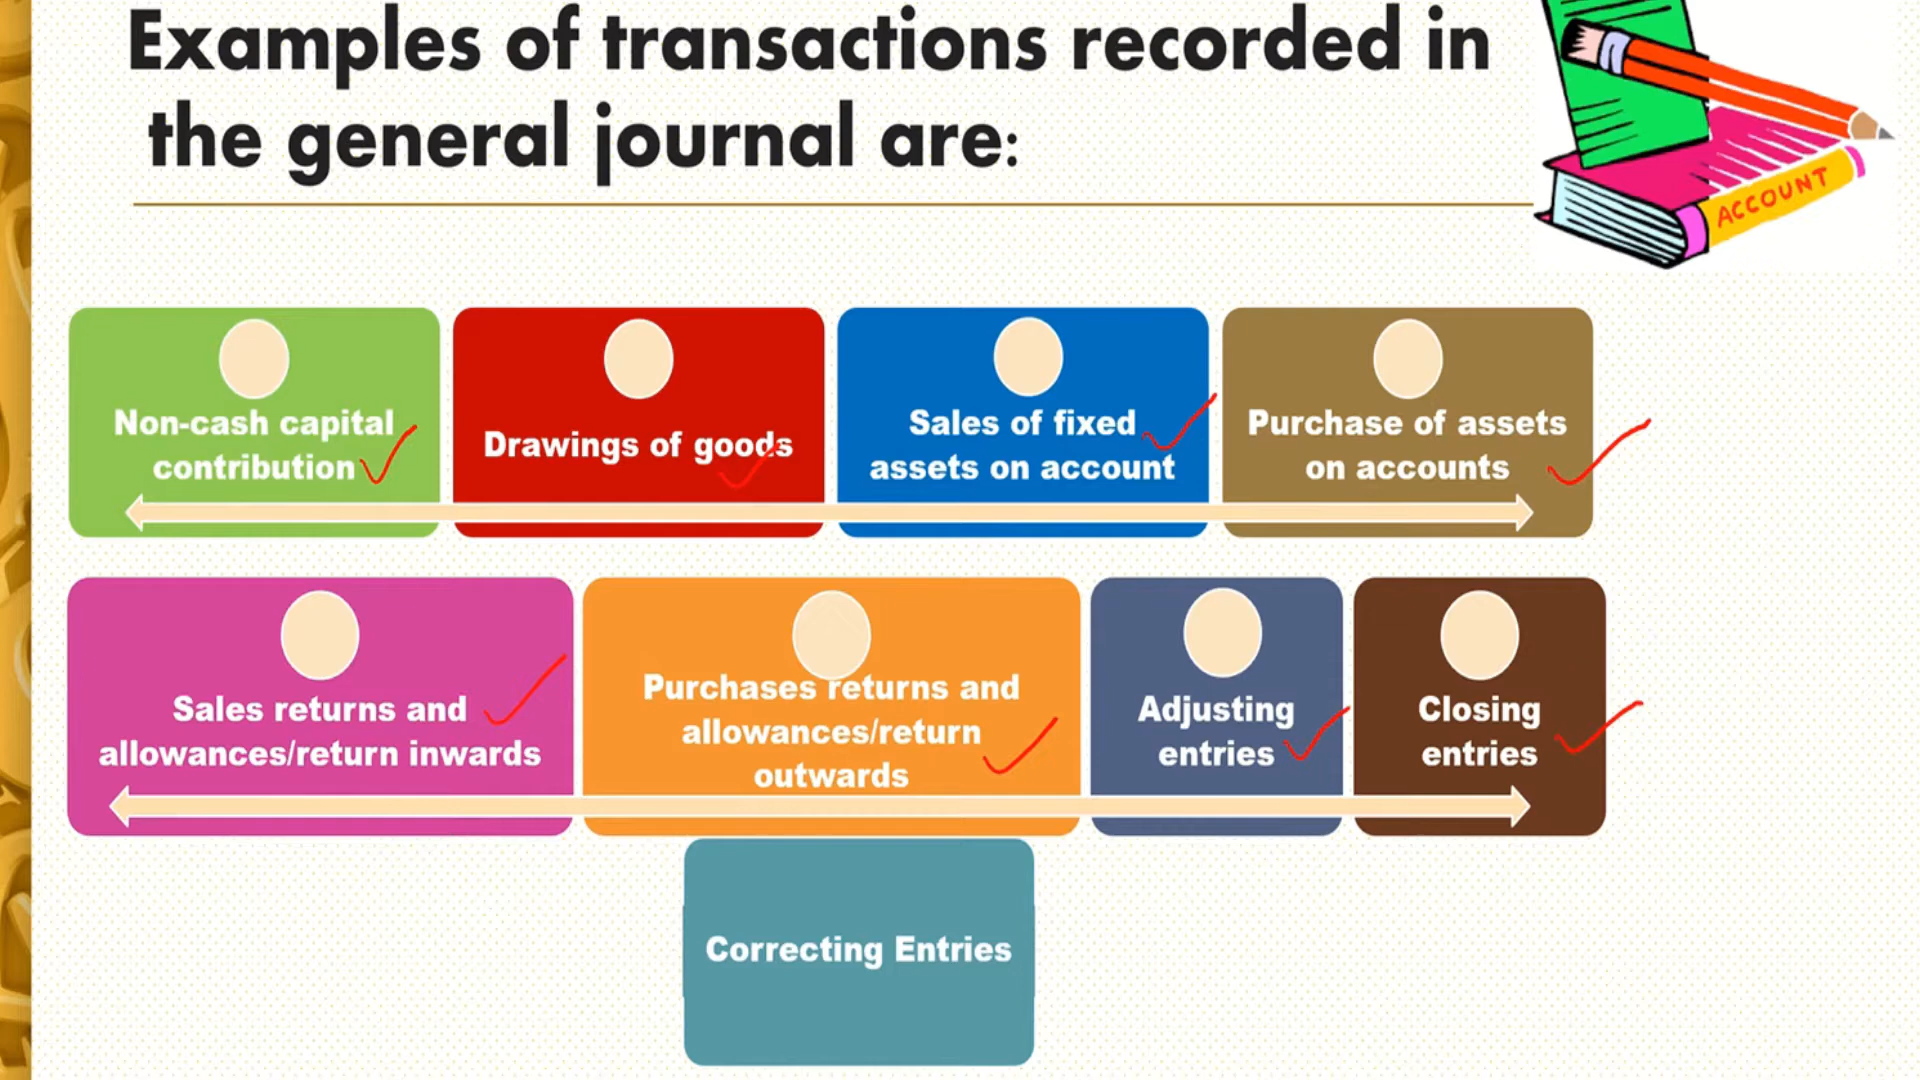 Examples of transactions recorded in
the general journal are:
ACCOUNT
Non-cash capital
contribution
Drawings of goods
Sales of fixed
assets on account
Purchase of assets
on accounts
Sales returns and
allowances/return inwards
Purchases returns and
allowances/return
outwards
Adjusting
entries
Closing
entries
Correcting Entries